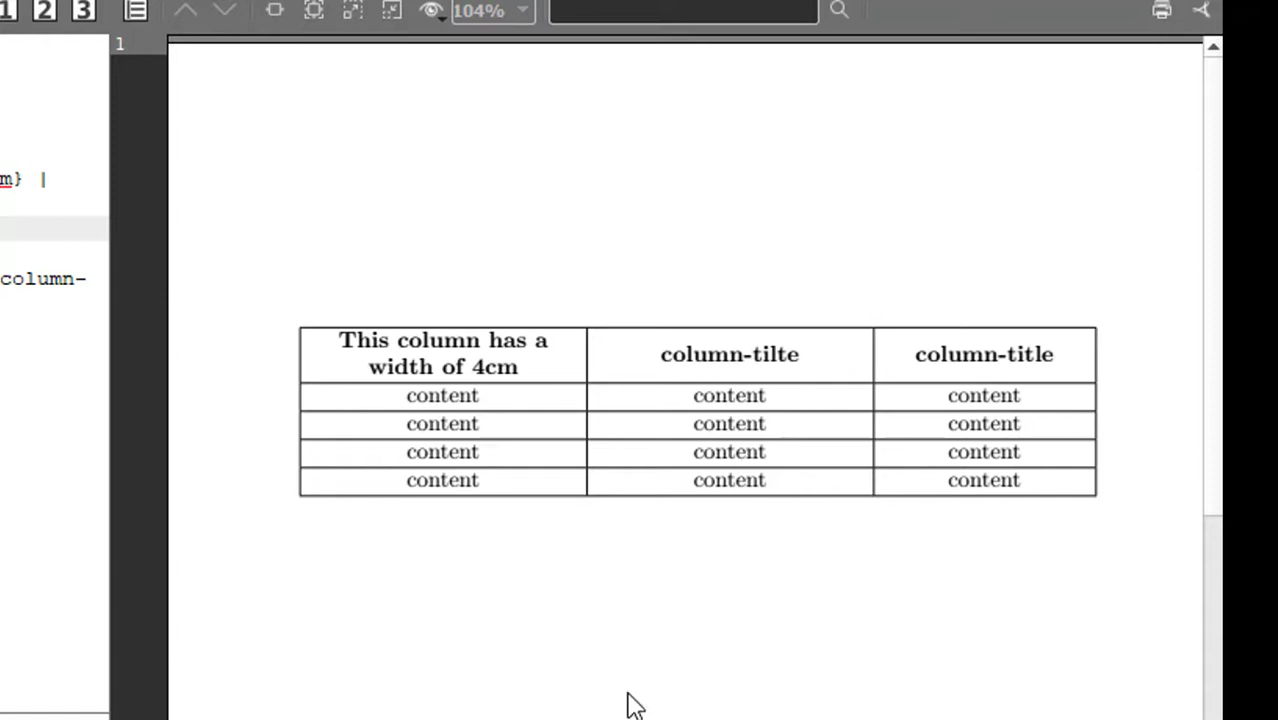 1 2 3 104%
1
m} |
column-
This column has a
width of 4cm
column-tilte
column-title
content content content
content content content
content content content
content content content